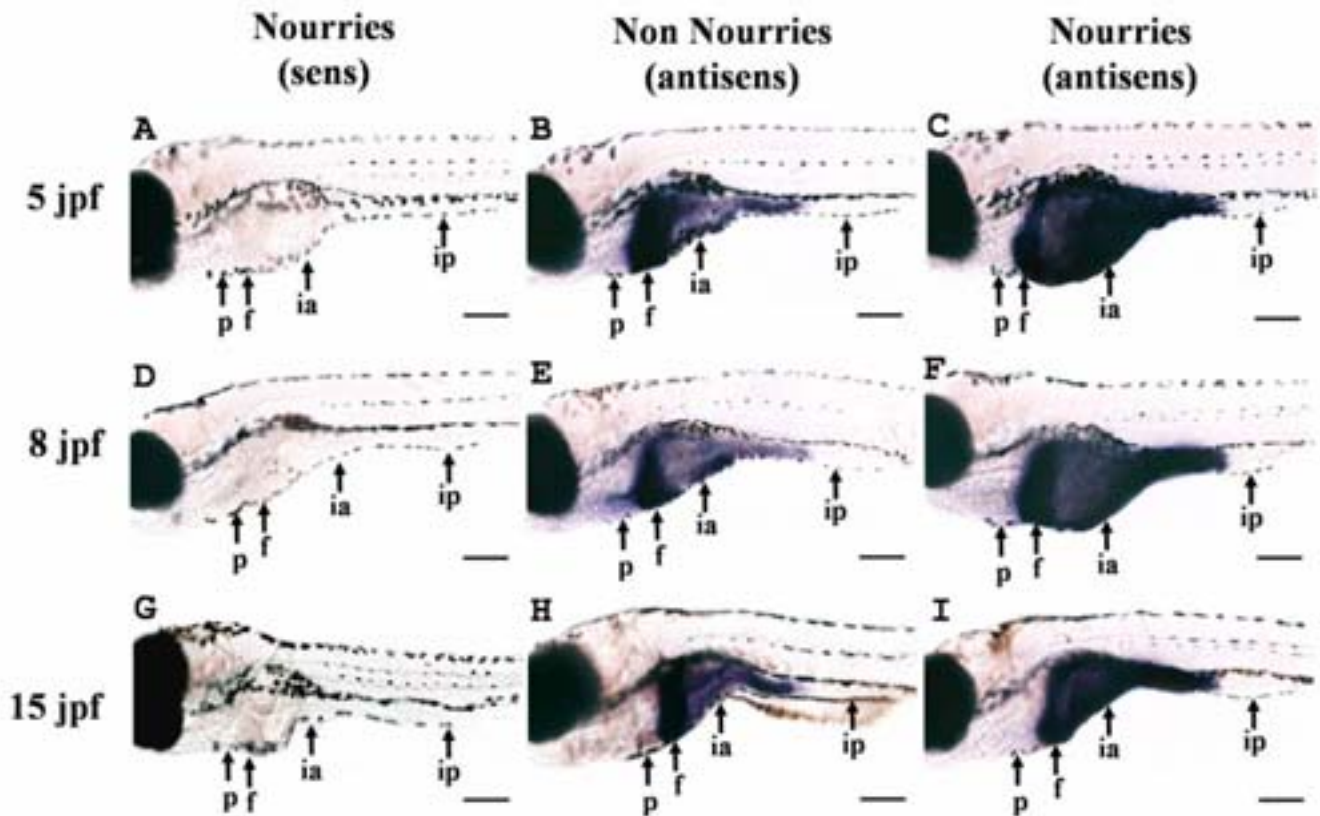 Nourries Non Nourries Nourries
(sens) (antisens) (antisens)
A B C
5 jpf
ip ip ip
ia ia ia
p f p f p f
D E F
8 jpf
ia ip ia ip ia ip
p f p f p f
G H I
15 jpf
ia ip ia ip ia ip
p f p f p f